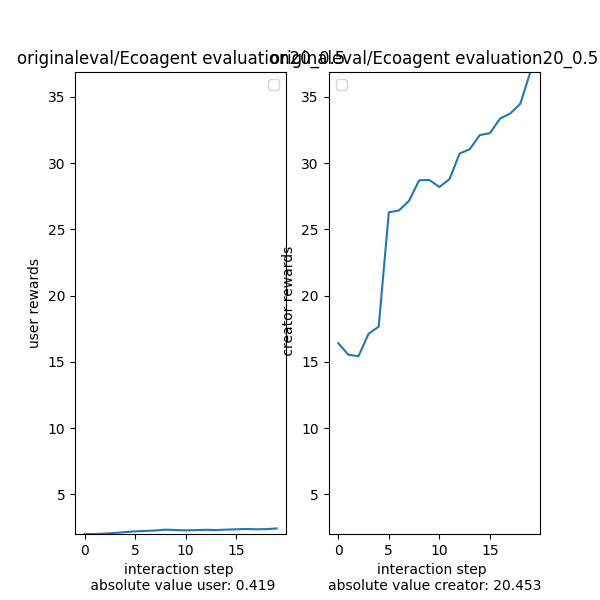 originaleval/Ecoagent evaluation20_0.5
originaleval/Ecoagent evaluation20_0.5
35
30
25
20
15
10
5
user rewards
0
5
10
15
interaction step
absolute value user: 0.419
35
30
25
20
15
10
5
creator rewards
0
5
10
15
interaction step
absolute value creator: 20.453